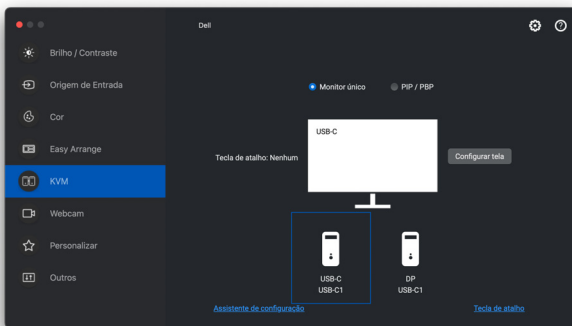 Dell
Brilho / Contraste
Origem de Entrada
Cor
Easy Arrange
KVM
Webcam
Personalizar
Outros
Monitor único
PIP / PBP
USB-C
Tecla de atalho: Nenhum
Configurar tela
USB-C
USB-C1
DP
USB-C1
Assistente de configuração
Tecla de atalho